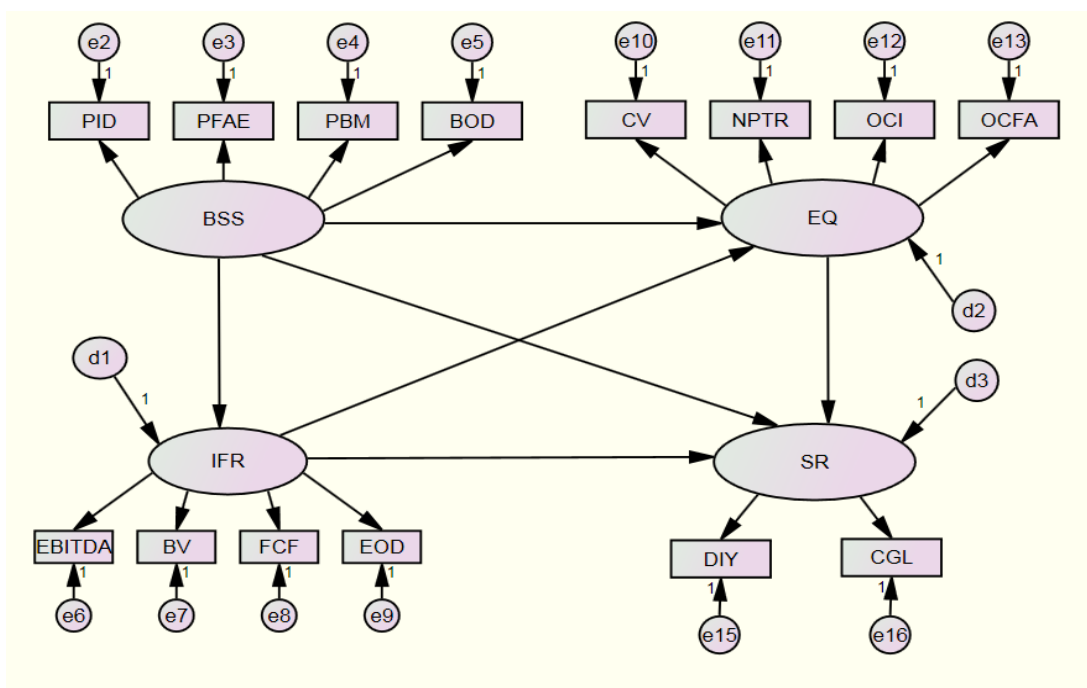 e2 e3 e4 e5 e10 e11 e12 e13
1 1 1 1 1 1 1 1
PID PFAE PBM BOD CV NPTR OCI OCFA
BSS EQ
1
d2
d1 d3
1 1
IFR SR
EBITDA BV FCF EOD DIY CGL
1 1 1 1 1 1
e6 e7 e8 e9 e15 e16